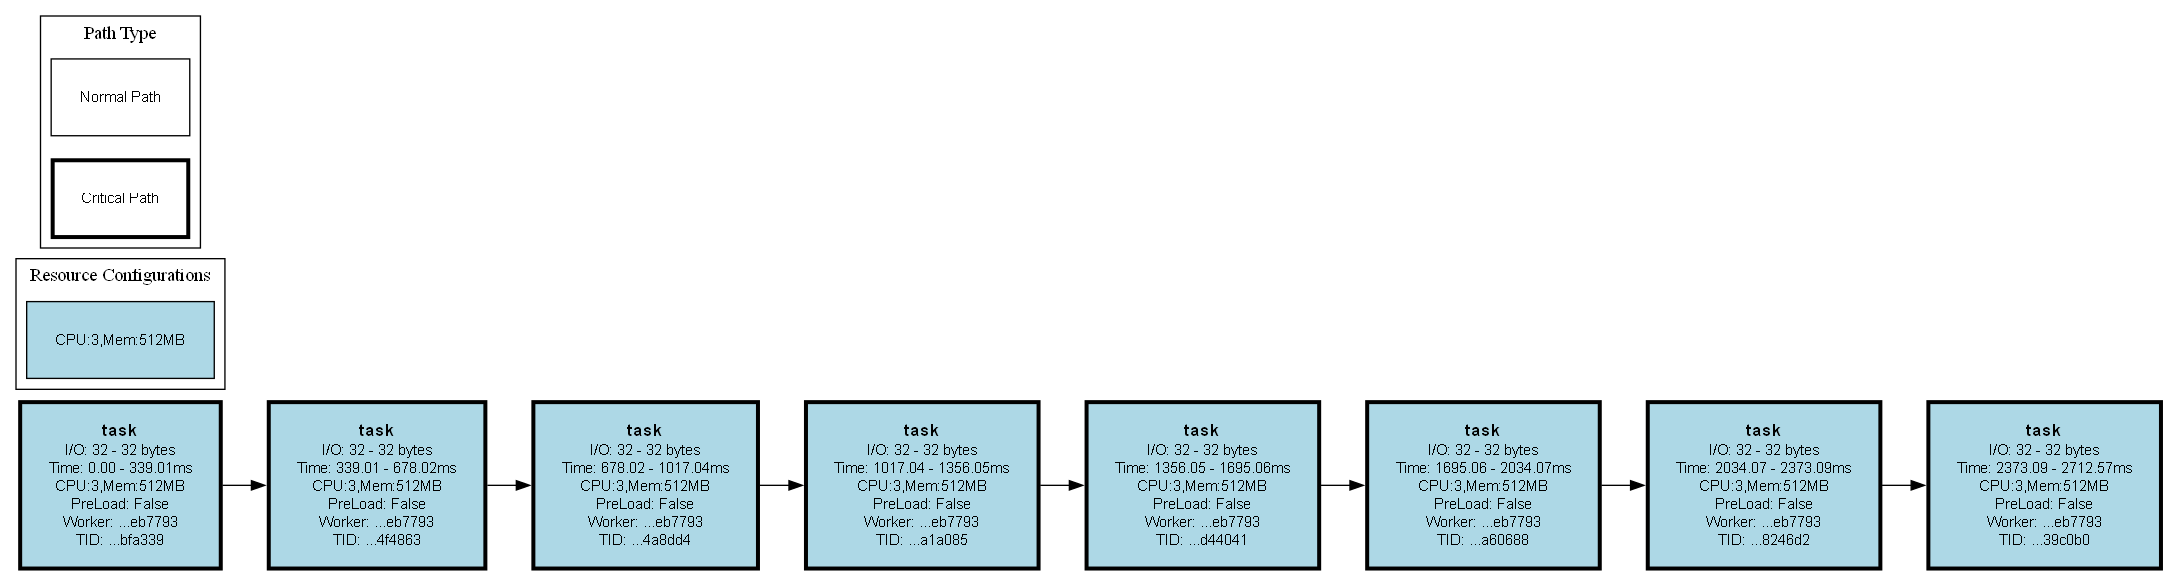 Path Type
Normal Path
Critical Path
Resource Configurations
CPU:3,Mem:512MB
task
I/O: 32 - 32 bytes
Time: 0.00 - 339.01ms
CPU:3,Mem:512MB
PreLoad: False
Worker: ...eb7793
TID: ...bfa339
task
I/O: 32 - 32 bytes
Time: 339.01 - 678.02ms
CPU:3,Mem:512MB
PreLoad: False
Worker: ...eb7793
TID: ...4f4863
task
I/O: 32 - 32 bytes
Time: 678.02 - 1017.04ms
CPU:3,Mem:512MB
PreLoad: False
Worker: ...eb7793
TID: ...4a8dd4
task
I/O: 32 - 32 bytes
Time: 1017.04 - 1356.05ms
CPU:3,Mem:512MB
PreLoad: False
Worker: ...eb7793
TID: ...a1a085
task
I/O: 32 - 32 bytes
Time: 1356.05 - 1695.06ms
CPU:3,Mem:512MB
PreLoad: False
Worker: ...eb7793
TID: ...d44041
task
I/O: 32 - 32 bytes
Time: 1695.06 - 2034.07ms
CPU:3,Mem:512MB
PreLoad: False
Worker: ...eb7793
TID: ...a60688
task
I/O: 32 - 32 bytes
Time: 2034.07 - 2373.09ms
CPU:3,Mem:512MB
PreLoad: False
Worker: ...eb7793
TID: ...8246d2
task
I/O: 32 - 32 bytes
Time: 2373.09 - 2712.57ms
CPU:3,Mem:512MB
PreLoad: False
Worker: ...eb7793
TID: ...39c0b0